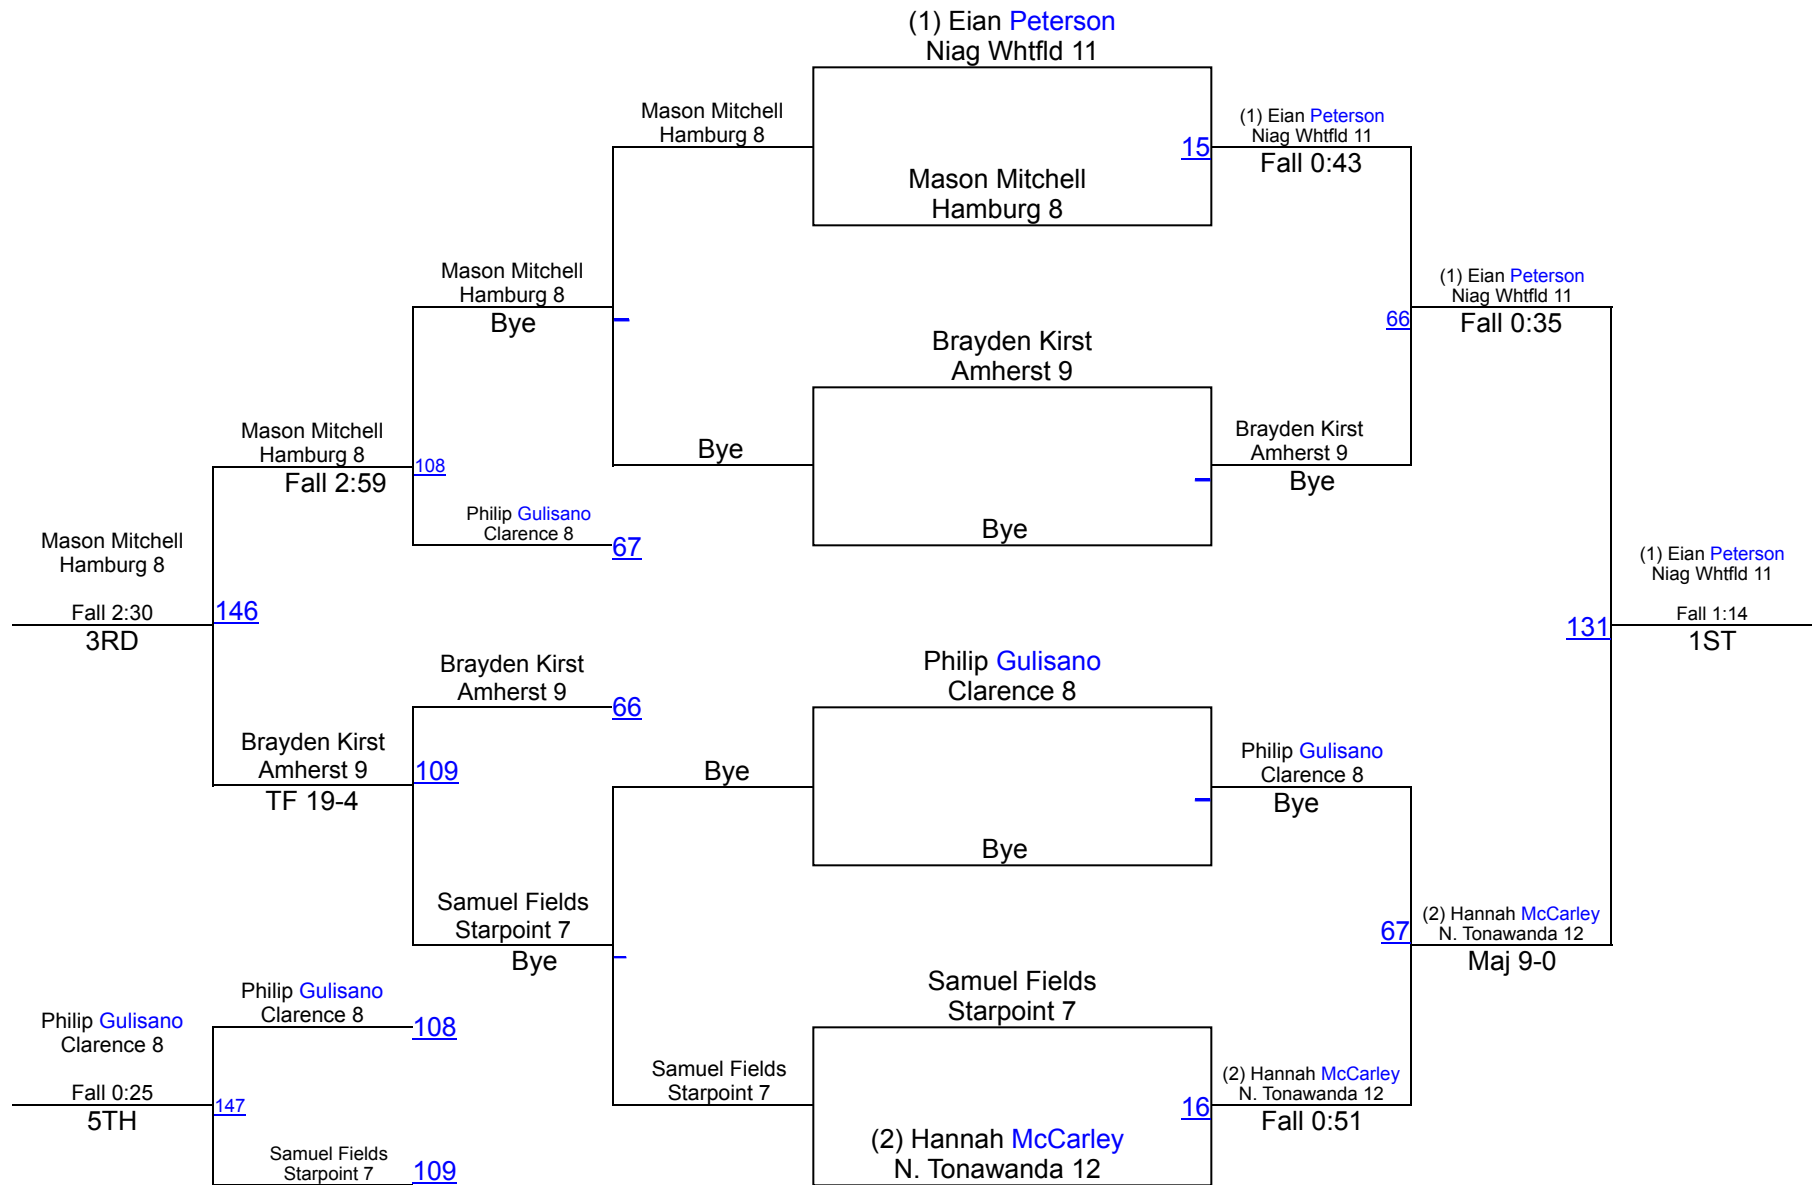 (1) Eian Peterson
Niag Whtfld 11
Mason Mitchell
Hamburg 8
(1) Eian Peterson
Niag Whtfld 11
15
Fall 0:43
Mason Mitchell
Hamburg 8
Mason Mitchell
Hamburg 8
Bye
(1) Eian Peterson
Niag Whtfld 11
66
Fall 0:35
Brayden Kirst
Amherst 9
Mason Mitchell
Hamburg 8
108
Fall 2:59
Bye
Brayden Kirst
Amherst 9
Bye
Philip Gulisano
Clarence 8
67
Bye
Mason Mitchell
Hamburg 8
Fall 2:30
146
3RD
(1) Eian Peterson
Niag Whtfld 11
Fall 1:14
131
1ST
Brayden Kirst
Amherst 9
66
Philip Gulisano
Clarence 8
Brayden Kirst
Amherst 9
109
TF 19-4
Bye
Philip Gulisano
Clarence 8
Bye
Bye
Samuel Fields
Starpoint 7
Bye
67
(2) Hannah McCarley
N. Tonawanda 12
Maj 9-0
Samuel Fields
Starpoint 7
Philip Gulisano
Clarence 8
108
Philip Gulisano
Clarence 8
Fall 0:25
147
5TH
Samuel Fields
Starpoint 7
(2) Hannah McCarley
N. Tonawanda 12
16
Fall 0:51
(2) Hannah McCarley
N. Tonawanda 12
Samuel Fields
Starpoint 7
109